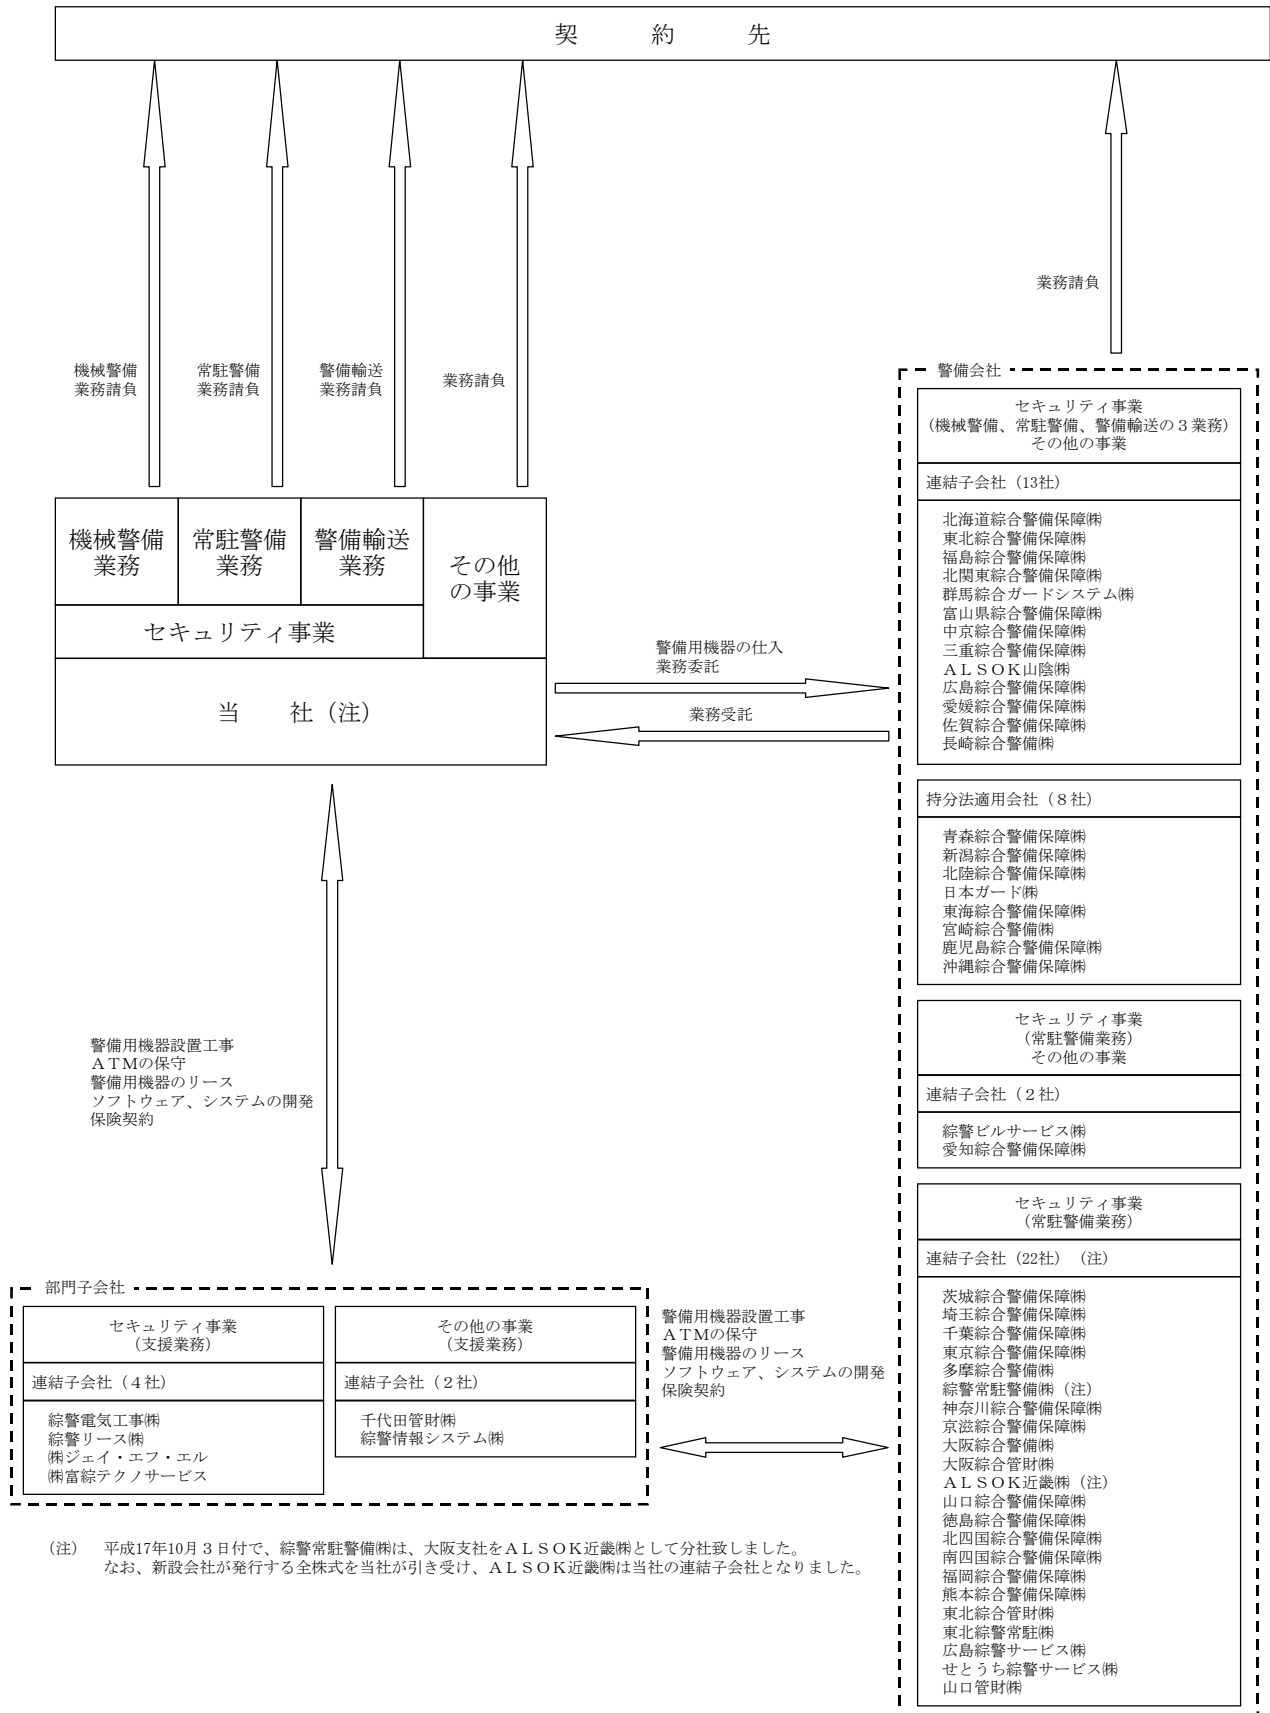 契　約　先
機械警備
業務請負
常駐警備
業務請負
警備輸送
業務請負
業務請負
業務請負
機械警備
業務
常駐警備
業務
警備輸送
業務
その他
の事業
セキュリティ事業
当　社（注）
警備用機器の仕入
業務委託
業務受託
警備会社
セキュリティ事業
（機械警備、常駐警備、警備輸送の３業務）
その他の事業
連結子会社（13社）
北海道綜合警備保障㈱
東北綜合警備保障㈱
福島綜合警備保障㈱
北関東綜合警備保障㈱
群馬綜合ガードシステム㈱
富山県綜合警備保障㈱
中京綜合警備保障㈱
三重綜合警備保障㈱
ＡＬＳＯＫ山陰㈱
広島綜合警備保障㈱
愛媛綜合警備保障㈱
佐賀綜合警備保障㈱
長崎綜合警備㈱
持分法適用会社（８社）
青森綜合警備保障㈱
新潟綜合警備保障㈱
北陸綜合警備保障㈱
日本ガード㈱
東海綜合警備保障㈱
宮崎綜合警備㈱
鹿児島綜合警備保障㈱
沖縄綜合警備保障㈱
セキュリティ事業
（常駐警備業務）
その他の事業
連結子会社（２社）
綜警ビルサービス㈱
愛知綜合警備保障㈱
セキュリティ事業
（常駐警備業務）
連結子会社（22社）（注）
茨城綜合警備保障㈱
埼玉綜合警備保障㈱
千葉綜合警備保障㈱
東京綜合警備保障㈱
多摩綜合警備㈱
綜警常駐警備㈱（注）
神奈川綜合警備保障㈱
京滋綜合警備保障㈱
大阪綜合警備㈱
大阪綜合管財㈱
ＡＬＳＯＫ近畿㈱（注）
山口綜合警備保障㈱
徳島綜合警備保障㈱
北四国綜合警備保障㈱
南四国綜合警備保障㈱
福岡綜合警備保障㈱
熊本綜合警備保障㈱
東北綜合管財㈱
東北綜警常駐㈱
広島綜警サービス㈱
せとうち綜警サービス㈱
山口管財㈱
警備用機器設置工事
ＡＴＭの保守
警備用機器のリース
ソフトウェア、システムの開発
保険契約
部門子会社
セキュリティ事業
（支援業務）
連結子会社（４社）
綜警電気工事㈱
綜警リース㈱
㈱ジェイ・エフ・エル
㈱富綜テクノサービス
その他の事業
（支援業務）
連結子会社（２社）
千代田管財㈱
綜警情報システム㈱
警備用機器設置工事
ＡＴＭの保守
警備用機器のリース
ソフトウェア、システムの開発
保険契約
（注）　平成17年10月３日付で、綜警常駐警備㈱は、大阪支社をＡＬＳＯＫ近畿㈱として分社致しました。
なお、新設会社が発行する全株式を当社が引き受け、ＡＬＳＯＫ近畿㈱は当社の連結子会社となりました。